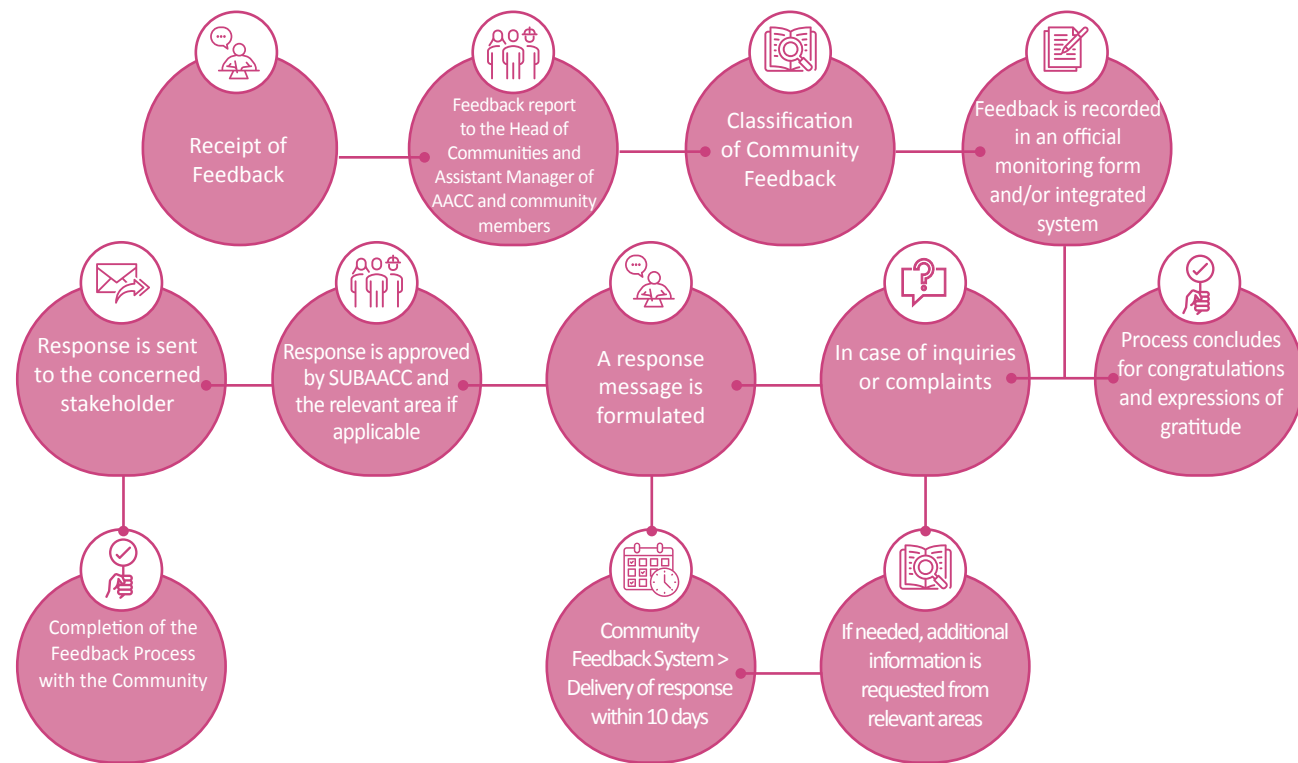 Receipt of
Feedback
Feedback report
to the Head of
Communities and
Assistant Manager of
AACC and community
members
Classification
of Community
Feedback
Feedback is recorded
in an official
monitoring form
and/or integrated
system
Response is sent
to the concerned
stakeholder
Response is approved
by SUBAACC and
the relevant area if
applicable
A response
message is
formulated
In case of inquiries
or complaints
Process concludes
for congratulations
and expressions of
gratitude
Completion of the
Feedback Process
with the Community
Community
Feedback System >
Delivery of response
within 10 days
If needed, additional
information is
requested from
relevant areas